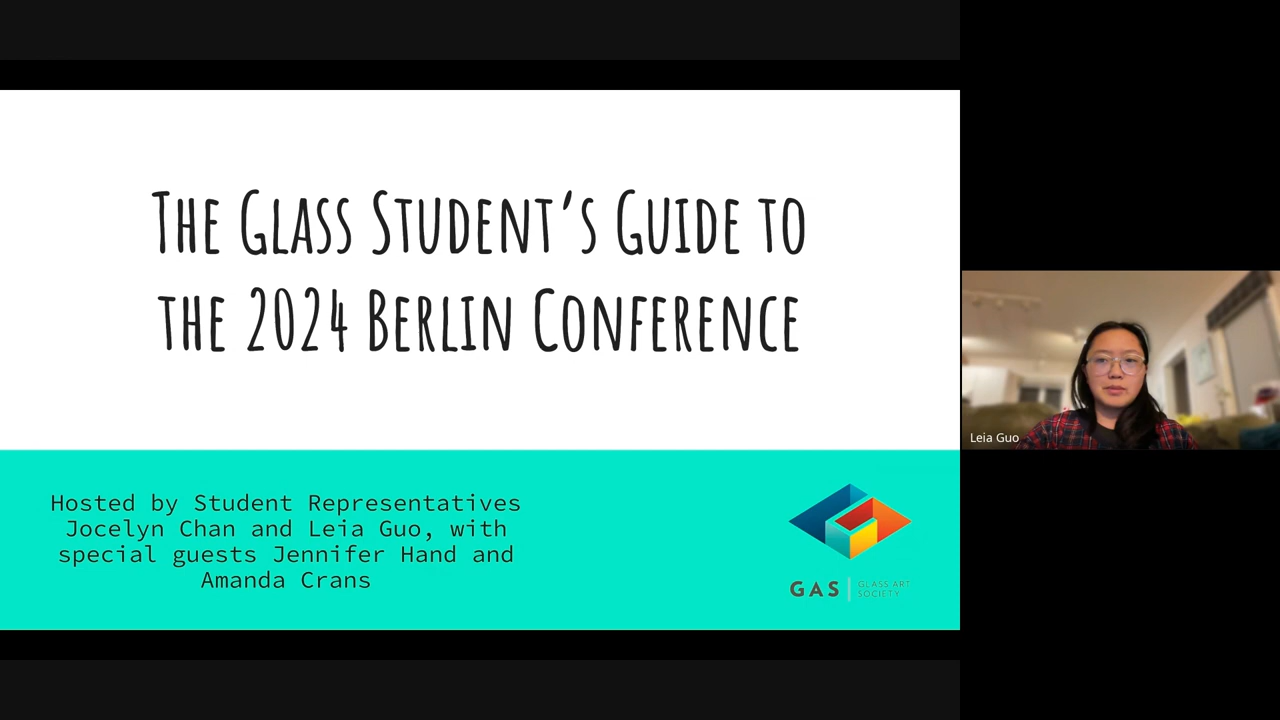 The Glass Student’s Guide to
the 2024 Berlin Conference
Hosted by Student Representatives
Jocelyn Chan and Leia Guo, with
special guests Jennifer Hand and
Amanda Crans
GAS | GLASS ART
SOCIETY
Leia Guo